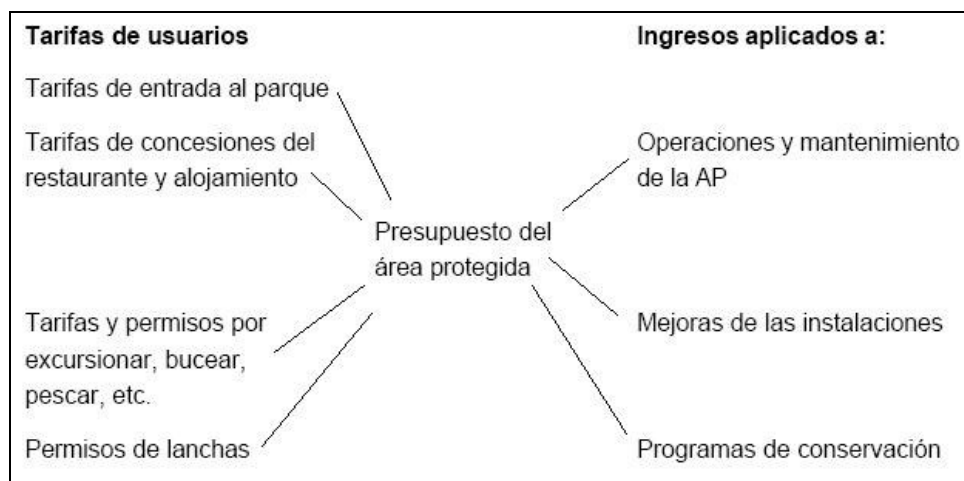 Tarifas de usuarios
Tarifas de entrada al parque
Tarifas de concesiones del
restaurante y alojamiento
Tarifas y permisos por
excursionar, bucear,
pescar, etc.
Permisos de lanchas
Presupuesto del
área protegida
Ingresos aplicados a:
Operaciones y mantenimiento
de la AP
Mejoras de las instalaciones
Programas de conservación